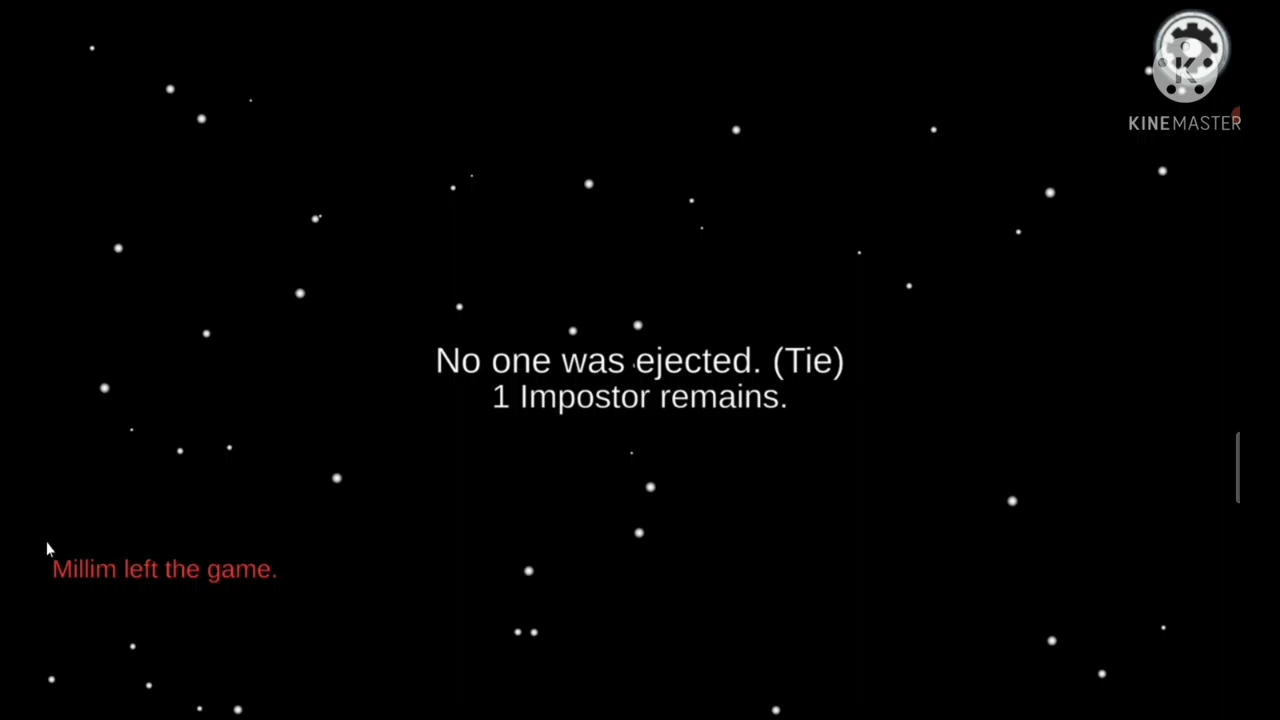 K
KINEMASTER
No one was ejected. (Tie)
1 Impostor remains.
Millim left the game.